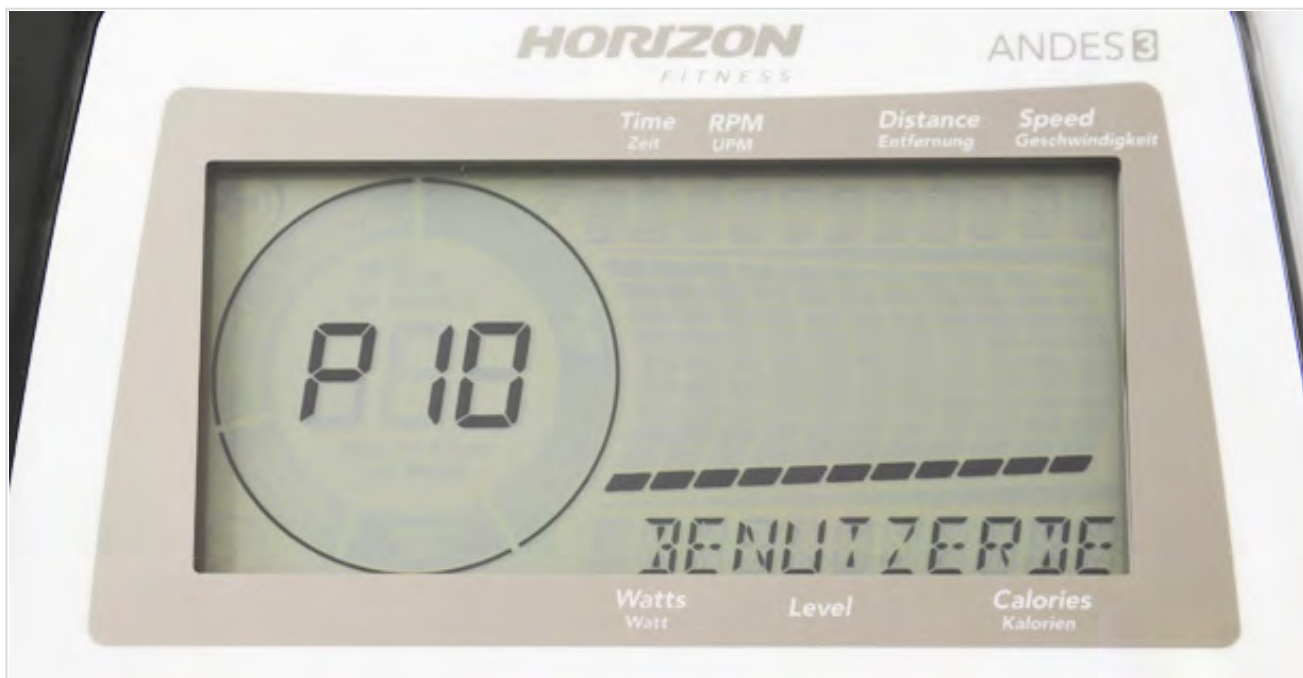 HORIZON
FITNESS
ANDES 3
Time RPM Distance Speed
Zeit UPM Entfernung Geschwindigkeit
P10
BENUTZERDE
Watts Level Calories
Watt Kalorien